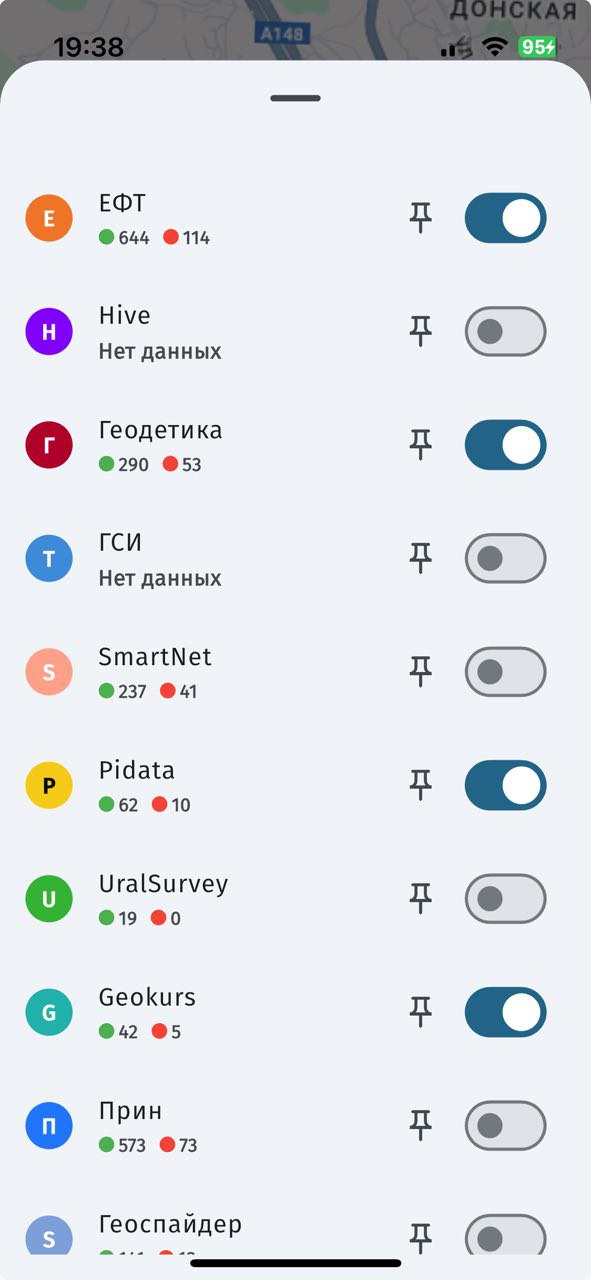 ДОНСКАЯ
A148
19:38
95
Е
ЕФТ
644 114
H
Hive
Нет данных
Г
Геодетика
290 53
Т
ГСИ
Нет данных
S
SmartNet
237 41
P
Pidata
62 10
U
UralSurvey
19 0
G
Geokurs
42 5
П
Прин
573 73
S
Геоспайдер